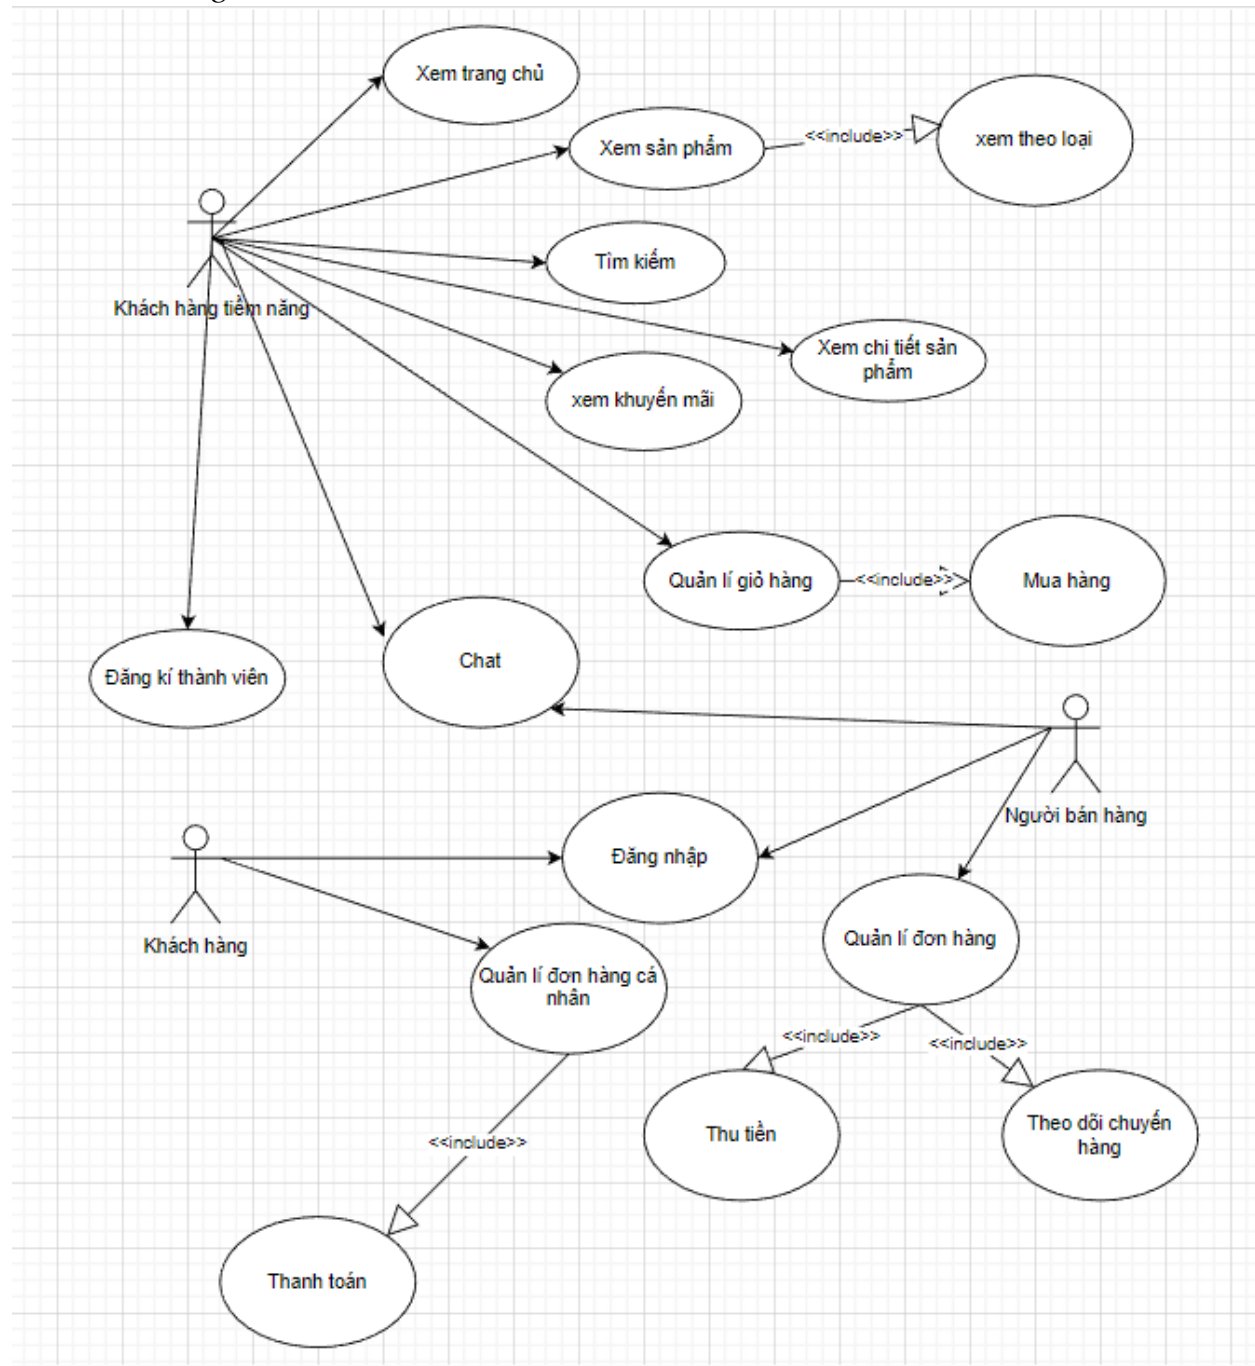 Xem trang chủ
Xem sản phẩm
<<include>>
xem theo loại
Tìm kiếm
Khách hàng tiềm năng
Xem chi tiết sản
phẩm
xem khuyến mãi
Quản lí giỏ hàng
<<include>>
Mua hàng
Chat
Đăng kí thành viên
Người bán hàng
Đăng nhập
Khách hàng
Quản lí đơn hàng
Quản lí đơn hàng cá
nhân
<<include>>
<<include>>
Thu tiền
Theo dõi chuyến
hàng
<<include>>
Thanh toán